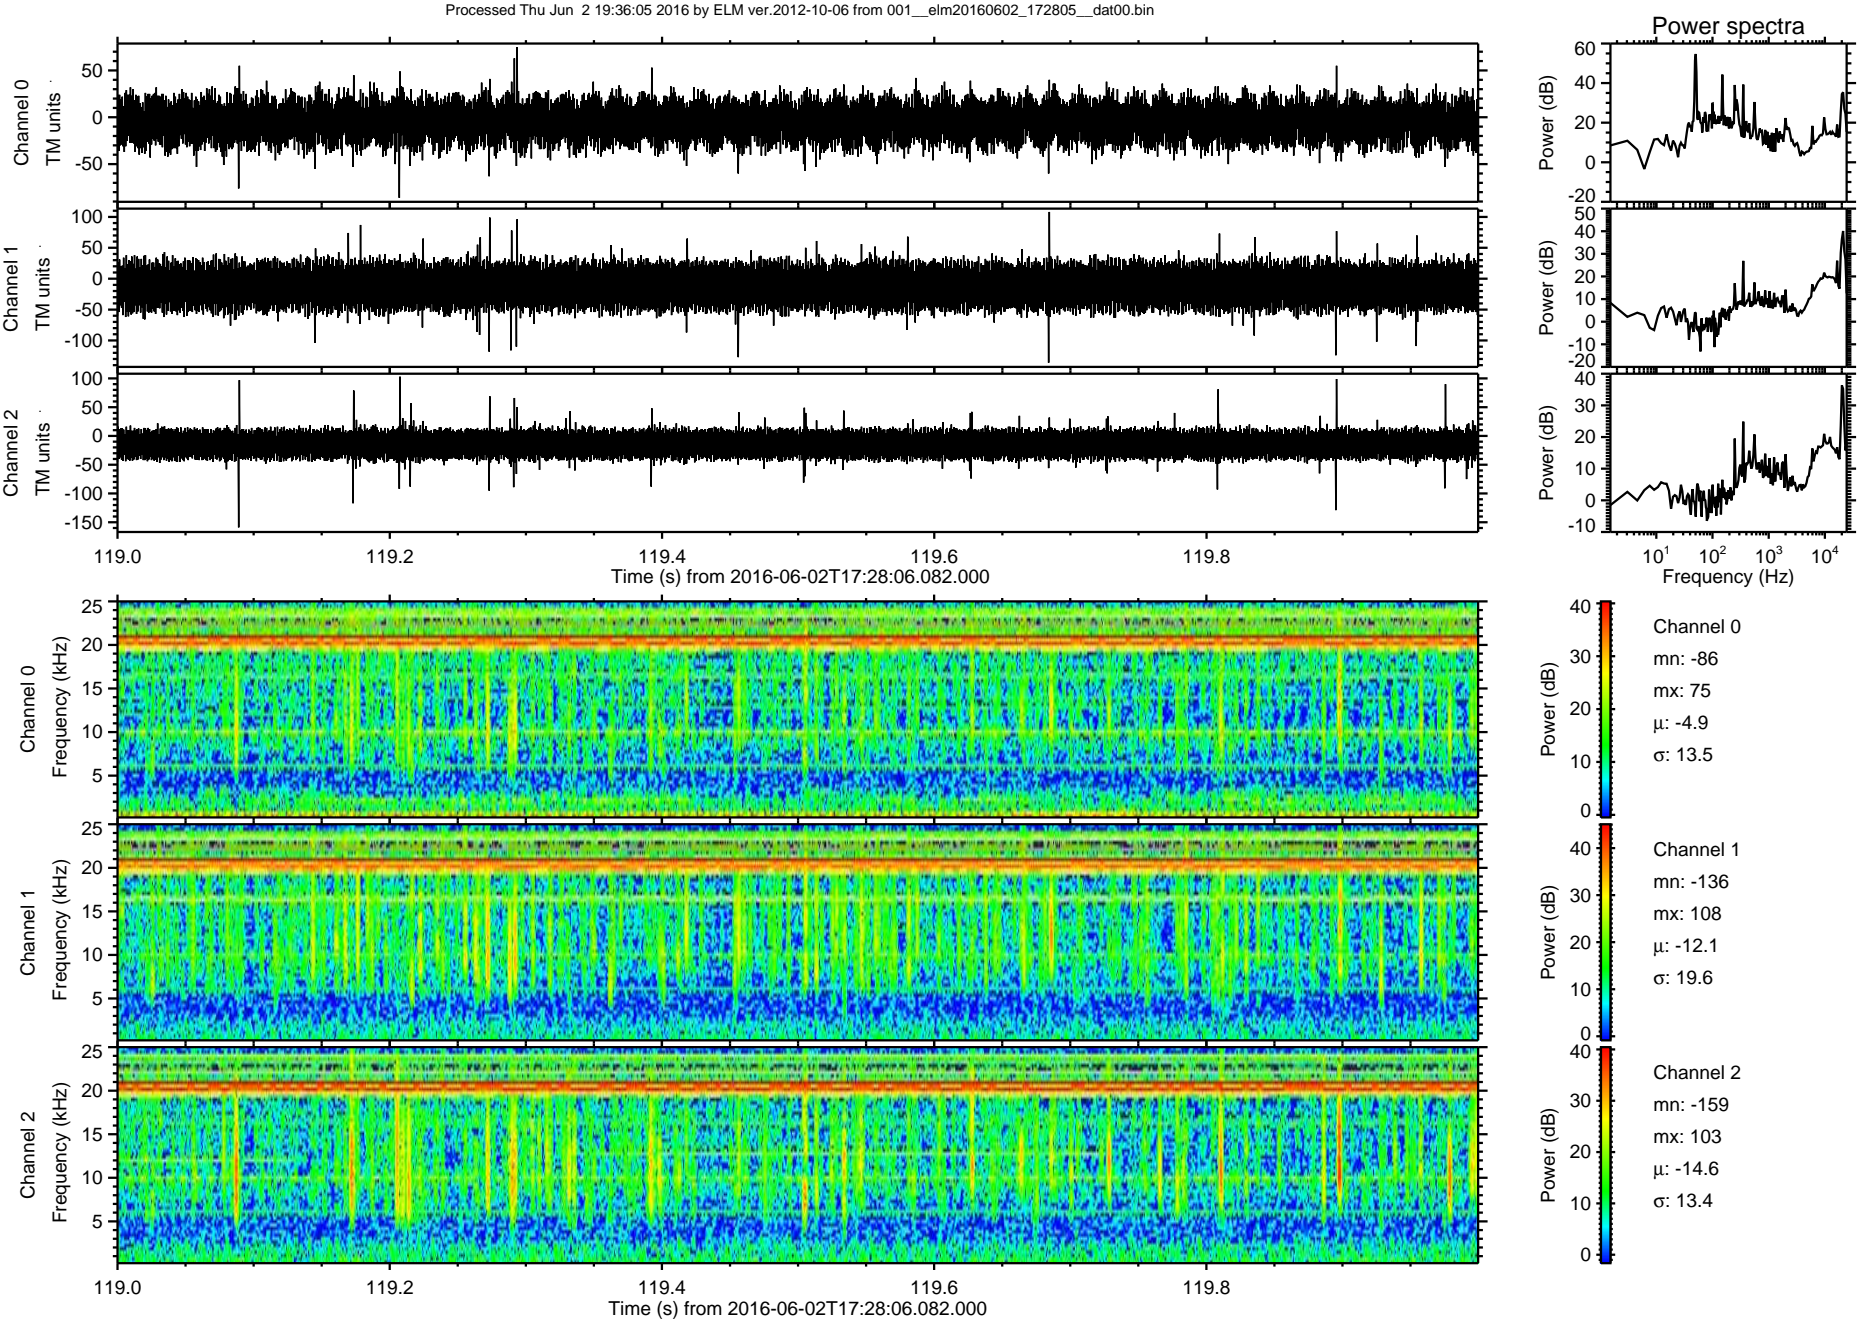 Processed Thu Jun  2 19:36:05 2016 by ELM ver.2012-10-06 from 001__elm20160602_172805__dat00.bin
Power spectra
Channel 0
TM units
50
0
-50
Power (dB)
60
40
20
0
-20
Channel 1
TM units
100
50
0
-50
-100
Power (dB)
50
40
30
20
10
0
-10
-20
Channel 2
TM units
100
50
0
-50
-100
-150
Power (dB)
40
30
20
10
0
-10
119.0 119.2 119.4 119.6 119.8
Time (s) from 2016-06-02T17:28:06.082.000
10¹ 10² 10³ 10⁴
Frequency (Hz)
Channel 0
Frequency (kHz)
25
20
15
10
5
Power (dB)
40
30
20
10
0
Channel 0
mn: -86
mx: 75
μ: -4.9
σ: 13.5
Channel 1
Frequency (kHz)
25
20
15
10
5
Power (dB)
40
30
20
10
0
Channel 1
mn: -136
mx: 108
μ: -12.1
σ: 19.6
Channel 2
Frequency (kHz)
25
20
15
10
5
Power (dB)
40
30
20
10
0
Channel 2
mn: -159
mx: 103
μ: -14.6
σ: 13.4
119.0 119.2 119.4 119.6 119.8
Time (s) from 2016-06-02T17:28:06.082.000